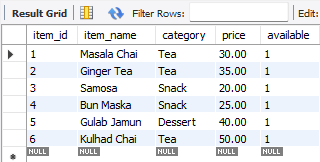 Result Grid Filter Rows: Edit:
item_id item_name category price available
1 Masala Chai Tea 30.00 1
2 Ginger Tea Tea 35.00 1
3 Samosa Snack 20.00 1
4 Bun Maska Snack 25.00 1
5 Gulab Jamun Dessert 40.00 1
6 Kulhad Chai Tea 50.00 1
NULL NULL NULL NULL NULL